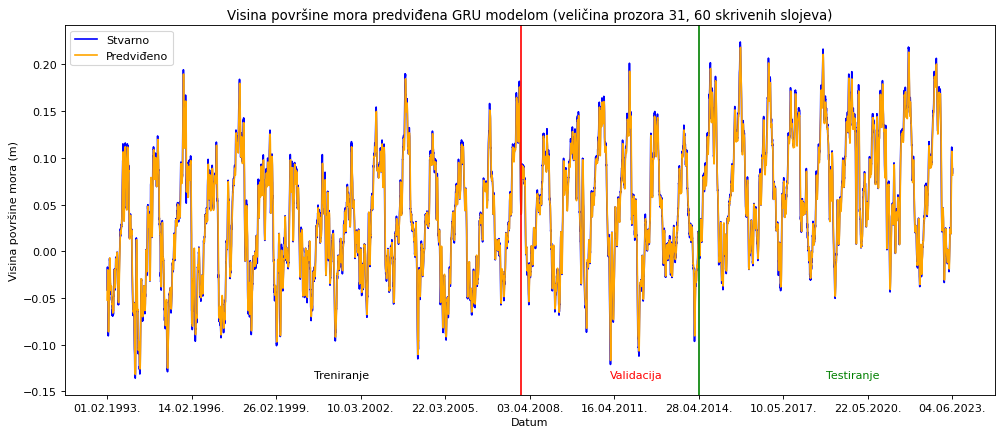 Visina površine mora predviđena GRU modelom (veličina prozora 31, 60 skrivenih slojeva)
Stvarno
Predviđeno
Visina površine mora (m)
0.20
0.15
0.10
0.05
0.00
−0.05
−0.10
−0.15
Treniranje
Validacija
Testiranje
01.02.1993.
14.02.1996.
26.02.1999.
10.03.2002.
22.03.2005.
03.04.2008.
16.04.2011.
28.04.2014.
10.05.2017.
22.05.2020.
04.06.2023.
Datum